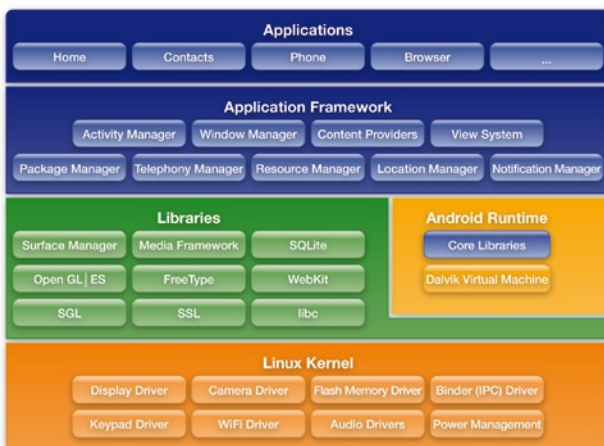 Applications
Home Contacts Phone Browser ...
Application Framework
Activity Manager Window Manager Content Providers View System
Package Manager Telephony Manager Resource Manager Location Manager Notification Manager
Libraries
Surface Manager Media Framework SQLite
Open GL|ES FreeType WebKit
SGL SSL libc
Android Runtime
Core Libraries
Dalvik Virtual Machine
Linux Kernel
Display Driver Camera Driver Flash Memory Driver Binder (IPC) Driver
Keypad Driver WiFi Driver Audio Drivers Power Management